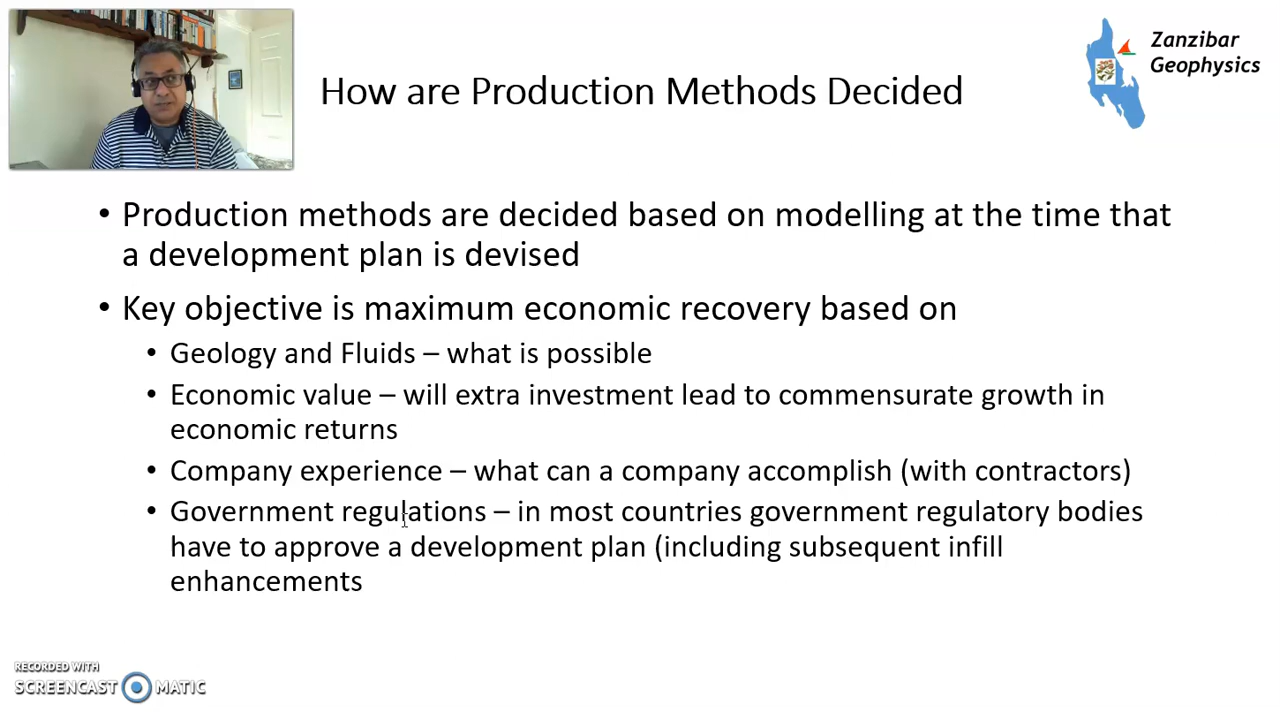 Zanzibar
Geophysics
How are Production Methods Decided
• Production methods are decided based on modelling at the time that
a development plan is devised
• Key objective is maximum economic recovery based on
• Geology and Fluids – what is possible
• Economic value – will extra investment lead to commensurate growth in
economic returns
• Company experience – what can a company accomplish (with contractors)
• Government regulations – in most countries government regulatory bodies
have to approve a development plan (including subsequent infill
enhancements
RECORDED WITH
SCREENCAST MATIC